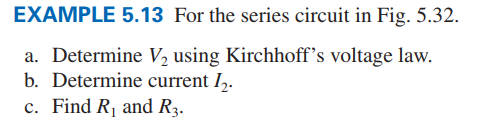 EXAMPLE 5.13 For the series circuit in Fig. 5.32.
a. Determine V₂ using Kirchhoff's voltage law.
b. Determine current I₂.
c. Find R₁ and R₃.